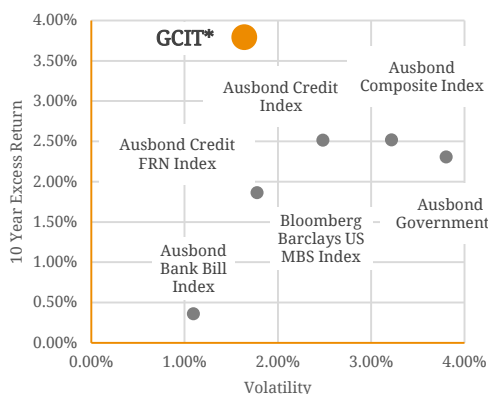 4.00%
GCIT*
3.50%
Ausbond
Composite Index
Ausbond Credit
Index
3.00%
2.50%
Ausbond Credit
FRN Index
2.00%
1.50%
Ausbond
Government
Bloomberg
Barclays US
MBS Index
1.00%
Ausbond
Bank Bill
Index
0.50%
0.00%
10 Year Excess Return
0.00%
1.00%
2.00%
3.00%
4.00%
Volatility